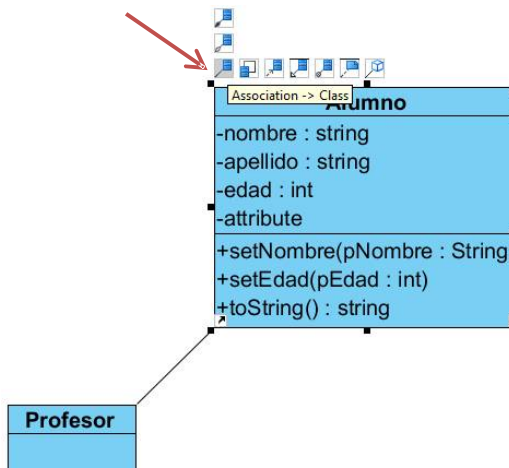 Association -> Class
Alumno
-nombre : string
-apellido : string
-edad : int
-attribute
+setNombre(pNombre : String
+setEdad(pEdad : int)
+toString() : string
Profesor